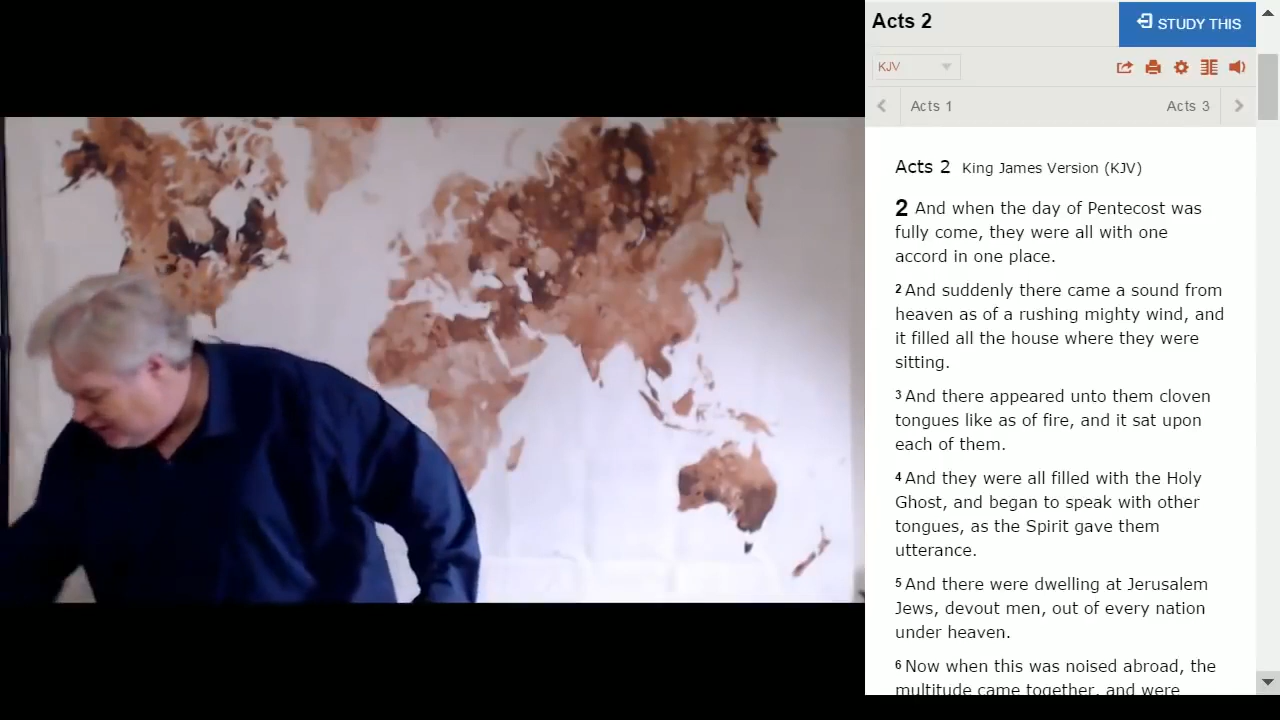 Acts 2
STUDY THIS
KJV
Acts 1
Acts 3
Acts 2 King James Version (KJV)
2 And when the day of Pentecost was
fully come, they were all with one
accord in one place.
2 And suddenly there came a sound from
heaven as of a rushing mighty wind, and
it filled all the house where they were
sitting.
3 And there appeared unto them cloven
tongues like as of fire, and it sat upon
each of them.
4 And they were all filled with the Holy
Ghost, and began to speak with other
tongues, as the Spirit gave them
utterance.
5 And there were dwelling at Jerusalem
Jews, devout men, out of every nation
under heaven.
6 Now when this was noised abroad, the
multitude came together, and were